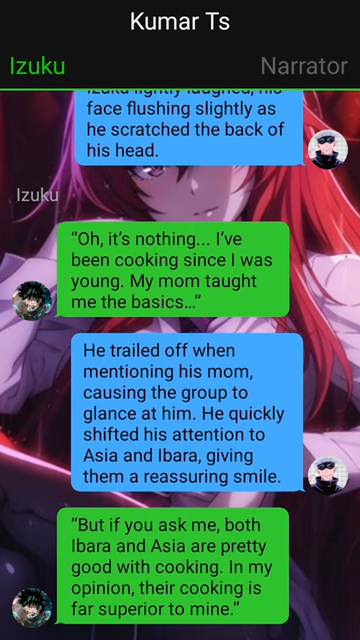 Kumar Ts
Izuku
Narrator
Izuku lightly laughed, his
face flushing slightly as
he scratched the back of
his head.
Izuku
“Oh, it’s nothing... I’ve
been cooking since I was
young. My mom taught
me the basics…”
He trailed off when
mentioning his mom,
causing the group to
glance at him. He quickly
shifted his attention to
Asia and Ibara, giving
them a reassuring smile.
“But if you ask me, both
Ibara and Asia are pretty
good with cooking. In my
opinion, their cooking is
far superior to mine.”